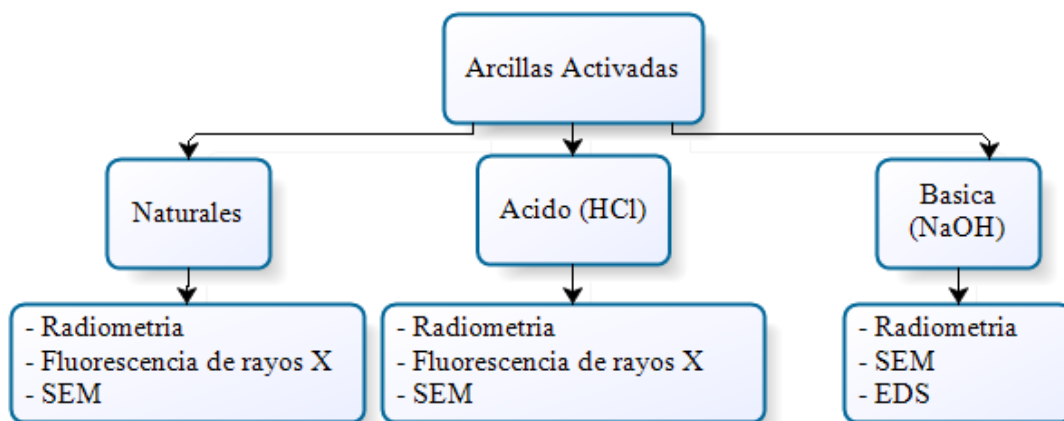 Arcillas Activadas
Naturales
Acido (HCl)
Basica
(NaOH)
- Radiometria
- Fluorescencia de rayos X
- SEM
- Radiometria
- Fluorescencia de rayos X
- SEM
- Radiometria
- SEM
- EDS